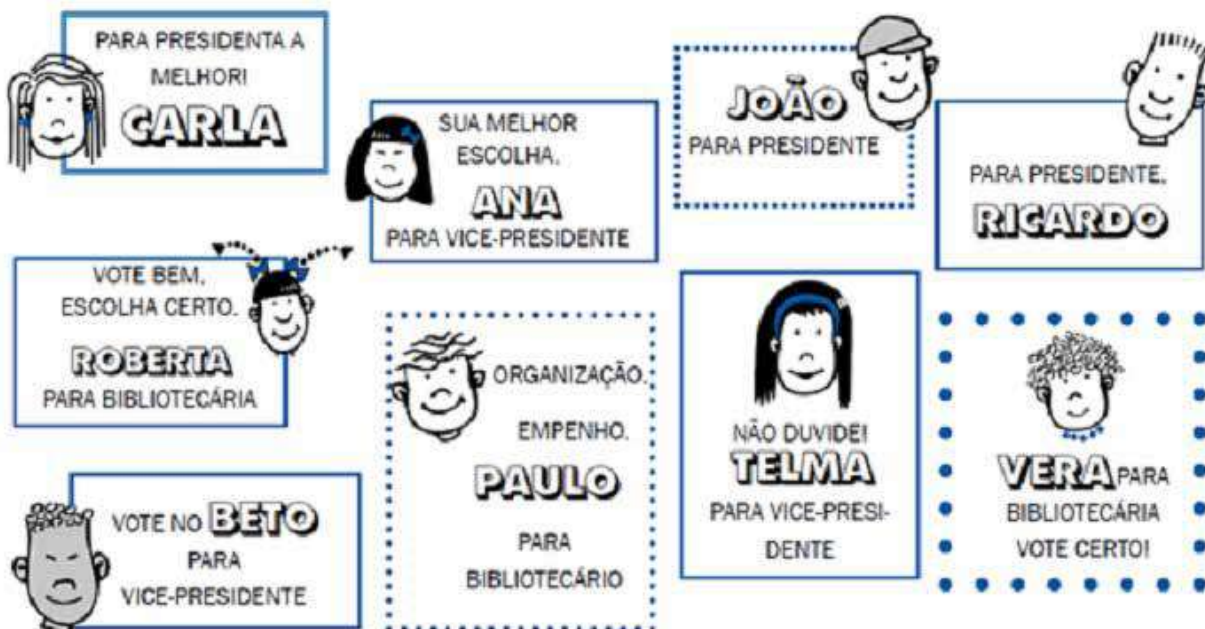 PARA PRESIDENTA A
MELHOR!
CARLA
SUA MELHOR
ESCOLHA.
ANA
PARA VICE-PRESIDENTE
JOÃO
PARA PRESIDENTE
PARA PRESIDENTE.
RICARDO
VOTE BEM.
ESCOLHA CERTO.
ROBERTA
PARA BIBLIOTECÁRIA
ORGANIZAÇÃO.
EMPENHO.
PAULO
PARA
BIBLIOTECÁRIO
NÃO DUVIDE!
TELMA
PARA VICE-PRESI-
DENTE
VERA PARA
BIBLIOTECÁRIA
VOTE CERTO!
VOTE NO BETO
PARA
VICE-PRESIDENTE